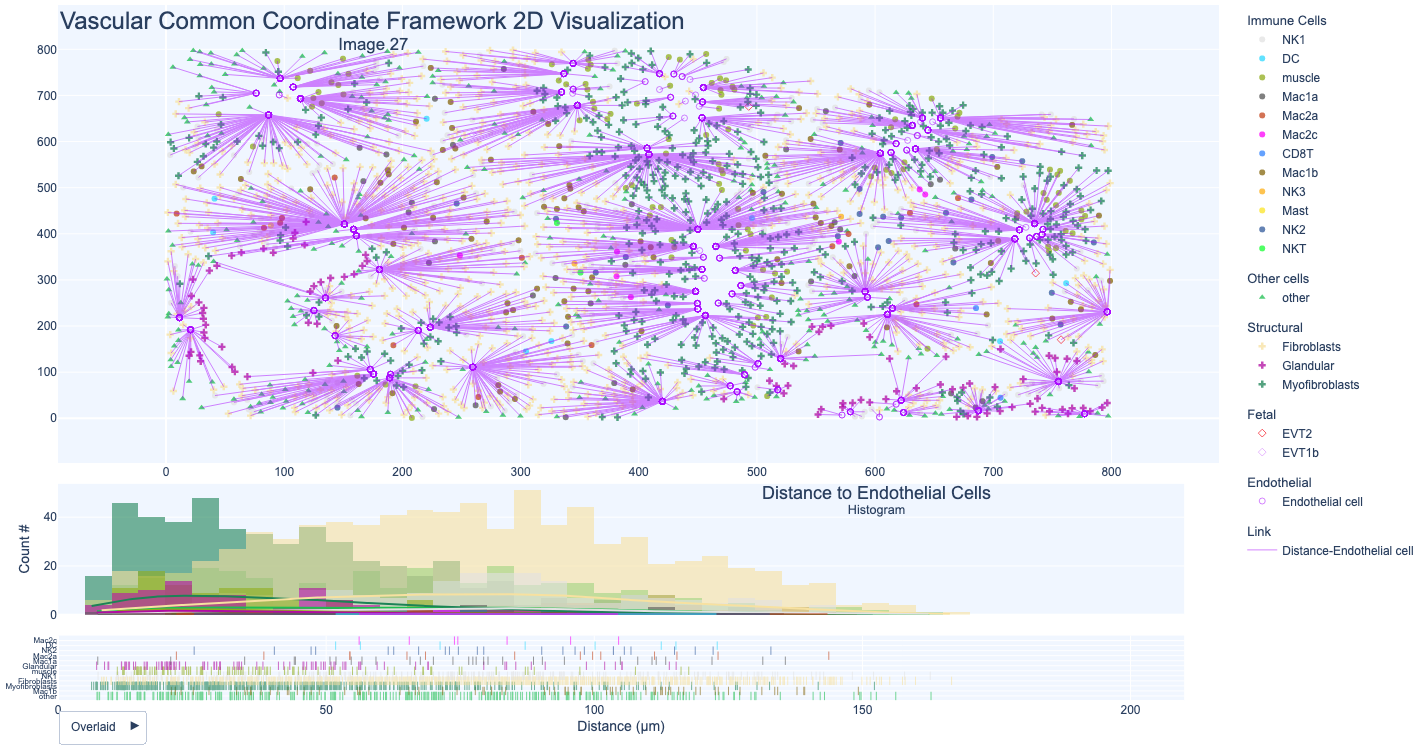 Vascular Common Coordinate Framework 2D Visualization
Image 27
800
700
600
500
400
300
200
100
0
0 100 200 300 400 500 600 700 800
Immune Cells
NK1
DC
muscle
Mac1a
Mac2a
Mac2c
CD8T
Mac1b
NK3
Mast
NK2
NKT
Other cells
other
Structural
Fibroblasts
Glandular
Myofibroblasts
Fetal
EVT2
EVT1b
Endothelial
Endothelial cell
Link
Distance-Endothelial cell
Distance to Endothelial Cells
Histogram
Count #
40
20
0
Mac2c
DC
NK2
Mac2a
Mac1a
Glandular
muscle
NK1
Fibroblasts
Myofibroblasts
Mac1b
other
0 50 100 150 200
Distance (μm)
Overlaid ▶